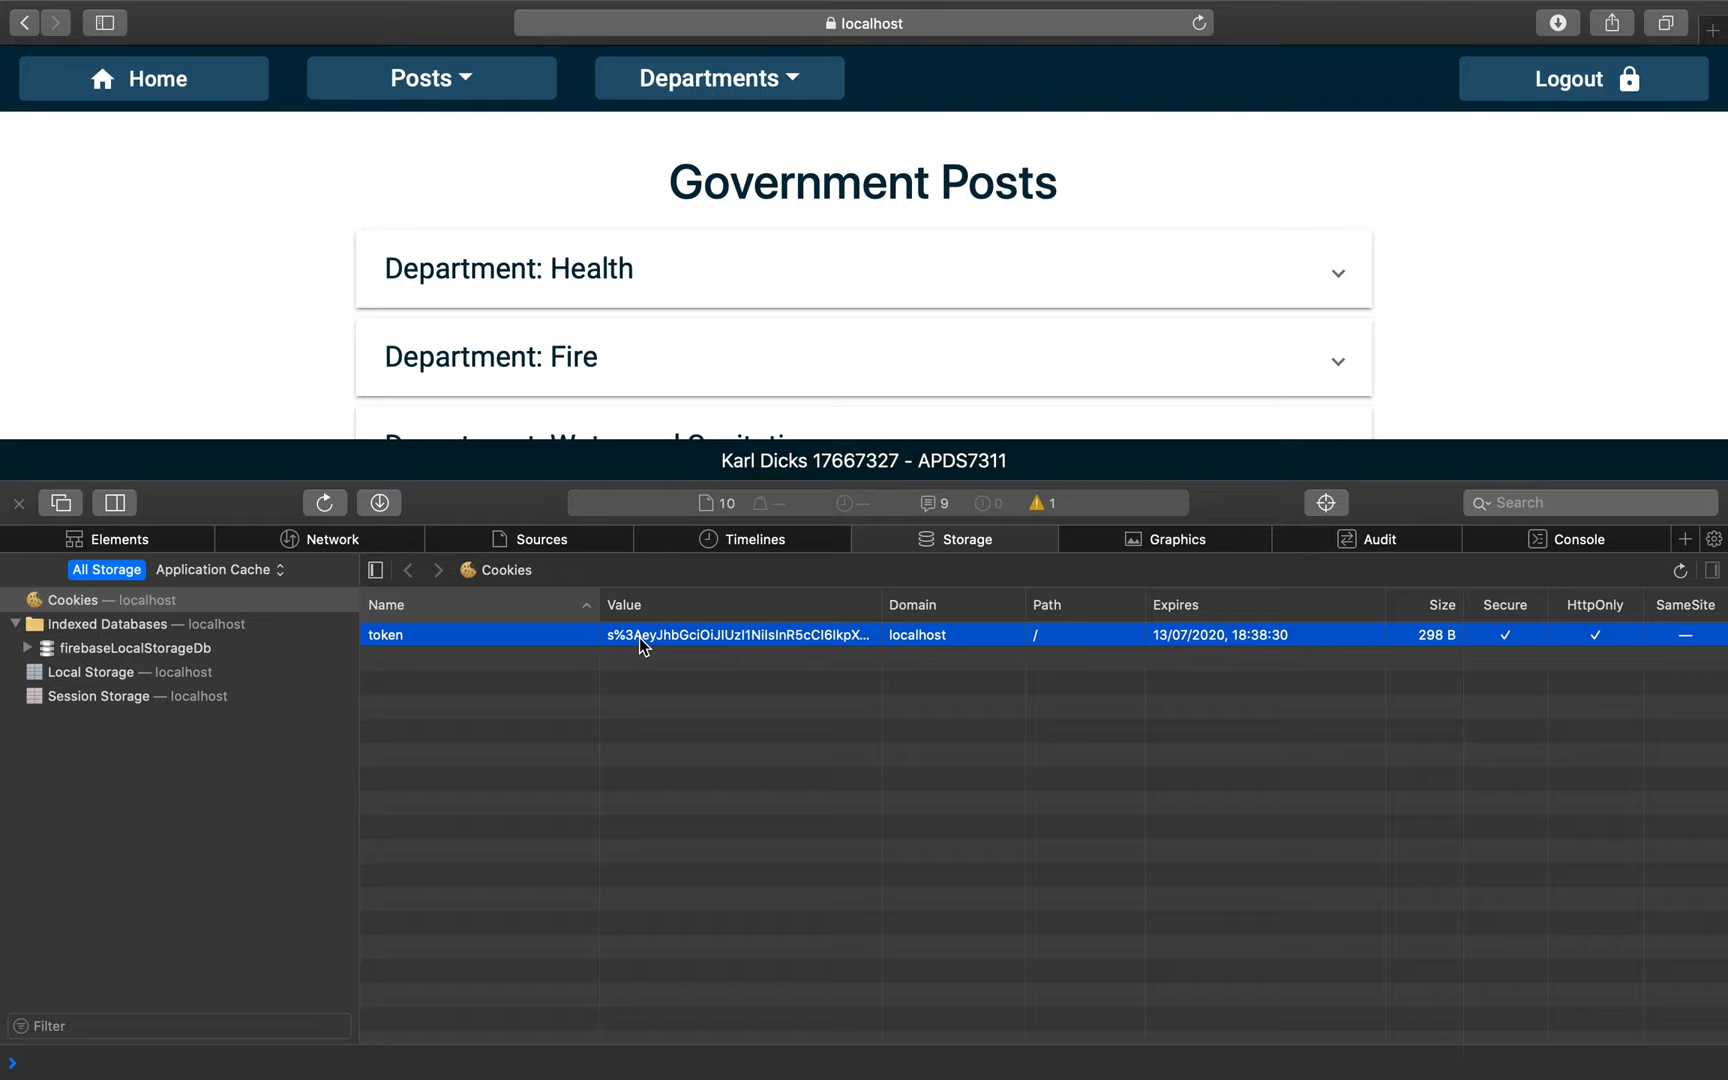 localhost
Home
Posts
Departments
Logout
Government Posts
Department: Health
Department: Fire
Karl Dicks 17667327 - APDS7311
10
—
—
9
0
1
Search
Elements
Network
Sources
Timelines
Storage
Graphics
Audit
Console
All Storage
Application Cache
Cookies
Name
Value
Domain
Path
Expires
Size
Secure
HttpOnly
SameSite
Cookies — localhost
Indexed Databases — localhost
firebaseLocalStorageDb
Local Storage — localhost
Session Storage — localhost
token
s%3AeyJhbGciOiJIUzI1NiIsInR5cCI6IkpX...
localhost
/
13/07/2020, 18:38:30
298 B
✓
✓
—
Filter